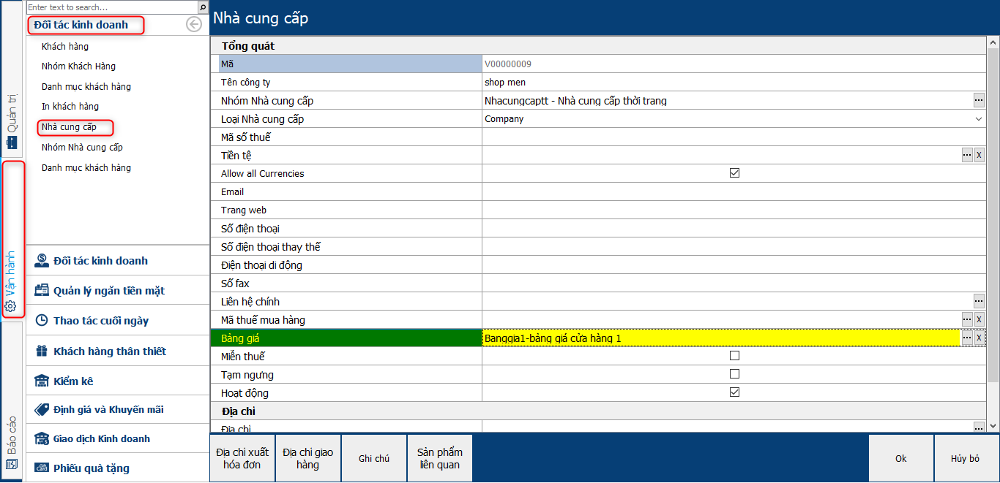 Enter text to search...
Đối tác kinh doanh
Khách hàng
Nhóm Khách Hàng
Danh mục khách hàng
In khách hàng
Nhà cung cấp
Nhóm Nhà cung cấp
Danh mục khách hàng
Đối tác kinh doanh
Quản lý ngăn tiền mặt
Thao tác cuối ngày
Khách hàng thân thiết
Kiểm kê
Định giá và Khuyến mãi
Giao dịch Kinh doanh
Phiếu quà tặng
Quản trị
Vận hành
Báo cáo
Nhà cung cấp
Tổng quát
Mã V00000009
Tên công ty shop men
Nhóm Nhà cung cấp Nhacungcaptt - Nhà cung cấp thời trang ...
Loại Nhà cung cấp Company
Mã số thuế
Tiền tệ ... X
Allow all Currencies
Email
Trang web
Số điện thoại
Số điện thoại thay thế
Điện thoại di động
Số fax
Liên hệ chính ...
Mã thuế mua hàng ... X
Bảng giá Banggia1-bảng giá cửa hàng 1 ... X
Miễn thuế
Tạm ngưng
Hoạt động
Địa chỉ
Địa chỉ ...
Địa chỉ xuất
hóa đơn
Địa chỉ giao
hàng
Ghi chú
Sản phẩm
liên quan
Ok
Hủy bỏ